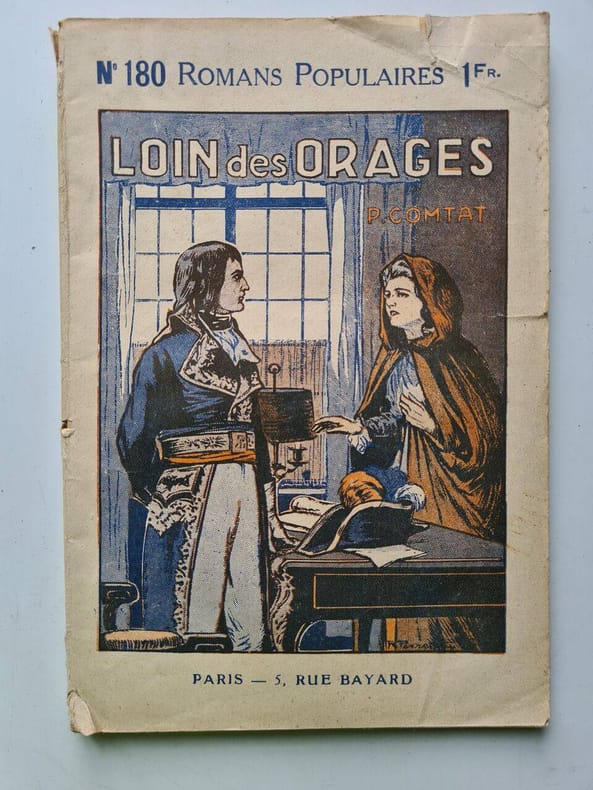 N° 180 ROMANS POPULAIRES 1FR.
LOIN des ORAGES
P. COMTAT
PARIS — 5, RUE BAYARD